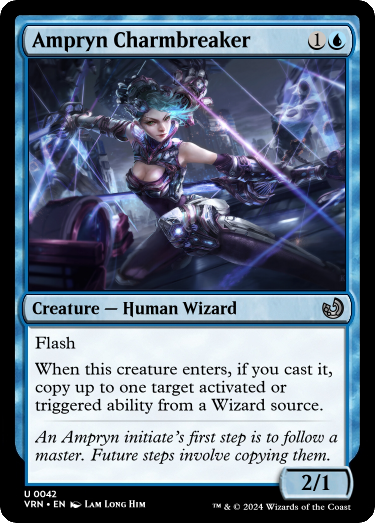 Ampryn Charmbreaker 1
Creature — Human Wizard
Flash
When this creature enters, if you cast it,
copy up to one target activated or
triggered ability from a Wizard source.
An Ampryn initiate's first step is to follow a
master. Future steps involve copying them.
2/1
U 0042
VRN • EN Lam Long Him
™ & © 2024 Wizards of the Coast